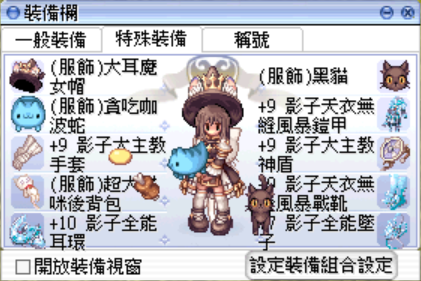 裝備欄
一般裝備
特殊裝備
稱號
(服飾)大耳魔
女帽
(服飾)貪吃咖
波蛇
+9 影子大主教
手套
(服飾)超大
咪後背包
+10 影子全能
耳環
(服飾)黑貓
+9 影子天衣無
縫風暴鎧甲
+9 影子大主教
神盾
影子天衣無
風暴戰靴
影子全能墜
子
開放裝備視窗
設定裝備組合設定